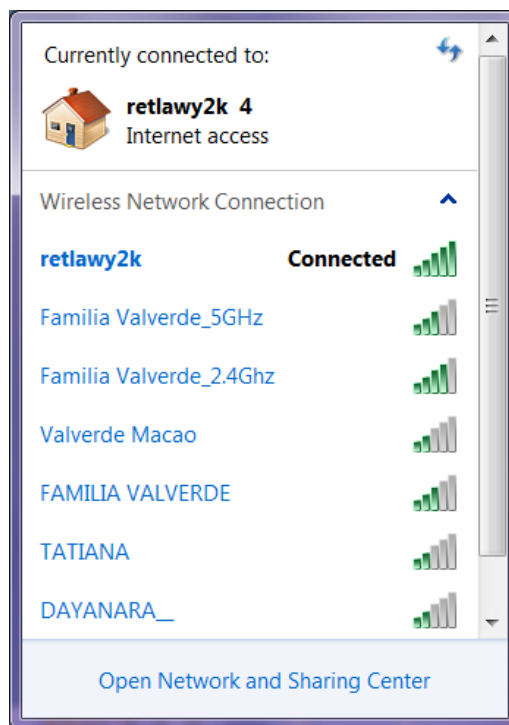 Currently connected to:
retlawy2k 4
Internet access
Wireless Network Connection
retlawy2k Connected
Familia Valverde_5GHz
Familia Valverde_2.4Ghz
Valverde Macao
FAMILIA VALVERDE
TATIANA
DAYANARA__
Open Network and Sharing Center